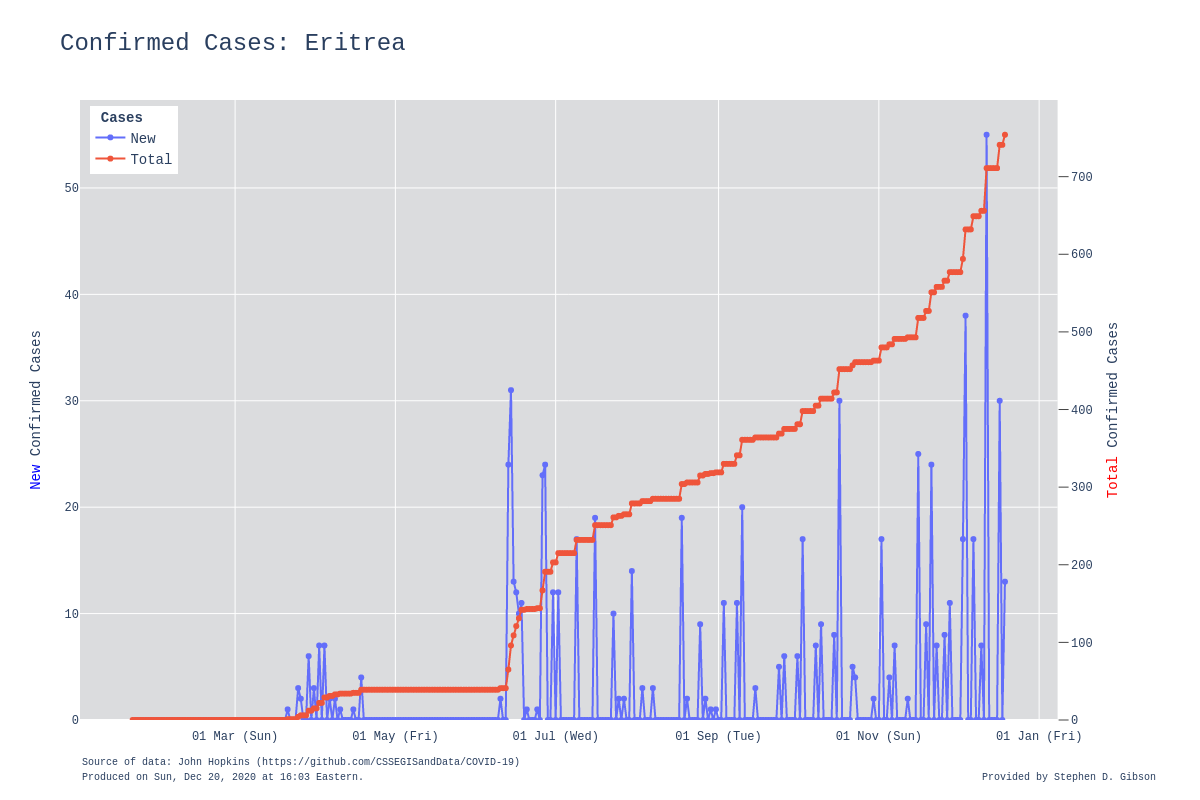 Confirmed Cases: Eritrea
Cases
New
Total
50
40
30
20
10
0
New Confirmed Cases
700
600
500
400
300
200
100
0
Total Confirmed Cases
01 Mar (Sun) 01 May (Fri) 01 Jul (Wed) 01 Sep (Tue) 01 Nov (Sun) 01 Jan (Fri)
Source of data: John Hopkins (https://github.com/CSSEGISandData/COVID-19)
Produced on Sun, Dec 20, 2020 at 16:03 Eastern.
Provided by Stephen D. Gibson